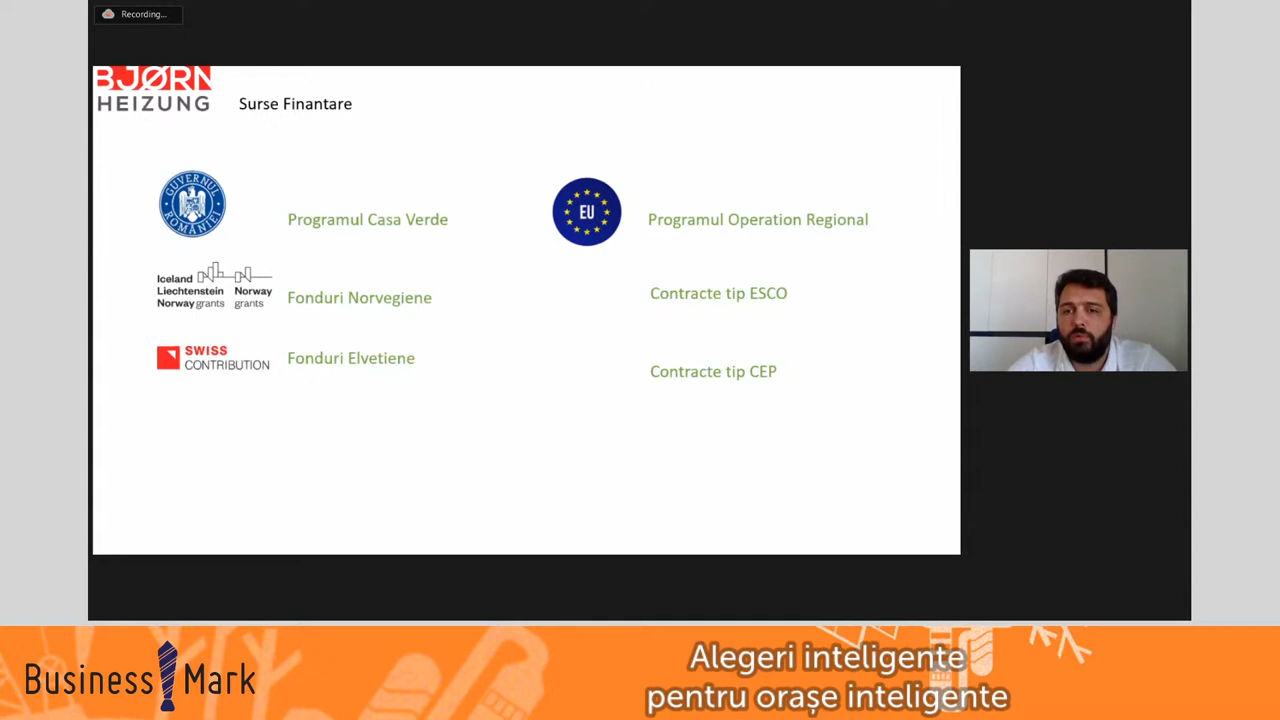 Recording...
BJØRN
HEIZUNG
Surse Finantare
GUVERNUL
ROMÂNIEI
Programul Casa Verde
EU
Programul Operation Regional
Iceland
Liechtenstein Norway
Norway grants grants
Fonduri Norvegiene
Contracte tip ESCO
SWISS
CONTRIBUTION
Fonduri Elvetiene
Contracte tip CEP
Business Mark
Alegeri inteligente
pentru orașe inteligente